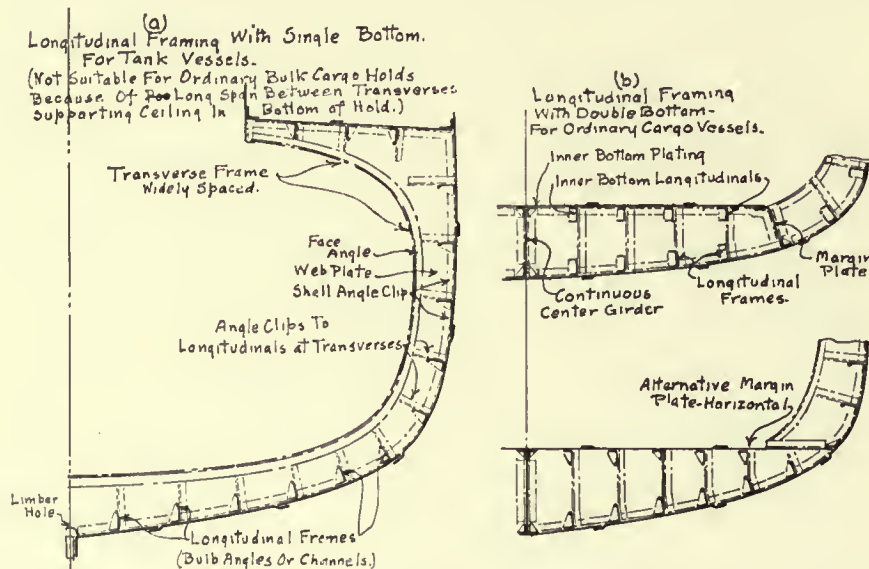 (a)
Longitudinal Framing With Single Bottom.
For Tank Vessels.
(Not Suitable For Ordinary Bulk Cargo Holds
Because Of Long Span Between Transverses
Supporting Ceiling In Bottom of Hold.)
Transverse Frame
Widely Spaced.
Face
Angle
Web Plate
Shell Angle Clip
Angle Clips To
Longitudinals at Transverses
Limber
Hole
Longitudinal Fremes
(Bulb Angles Or Channels.)
(b)
Longitudinal Framing
With Double Bottom-
For Ordinary Cargo Vessels.
Inner Bottom Plating
Inner Bottom Longitudinals
Margin
Plate
Longitudinal
Frames.
Continuous
Center Girder
Alternative Margin
Plate-Horizontal